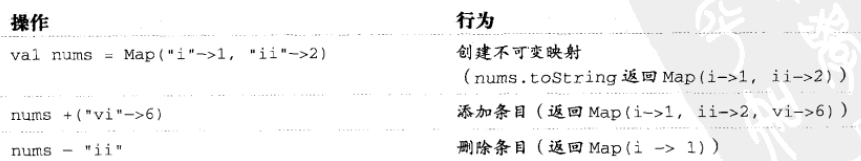 操作 行为
val nums = Map("i"->1, "ii"->2) 创建不可变映射
(nums.toString 返回 Map(i->1, ii->2))
nums +("vi"->6) 添加条目（返回 Map(i->1, ii->2, vi->6)）
nums - "ii" 删除条目（返回 Map(i -> 1)）